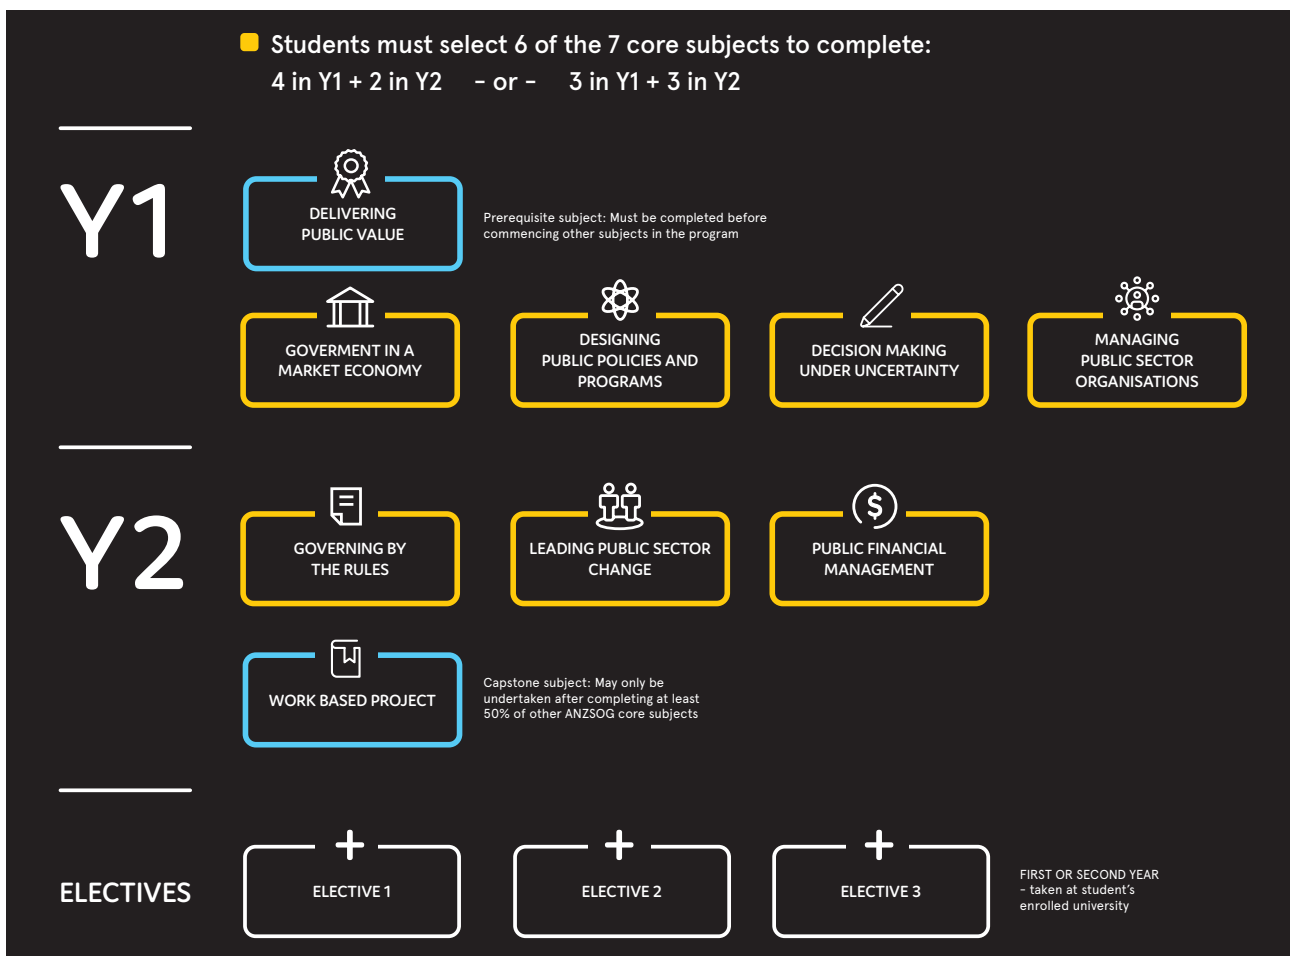 Students must select 6 of the 7 core subjects to complete:
4 in Y1 + 2 in Y2 - or - 3 in Y1 + 3 in Y2
Y1
DELIVERING
PUBLIC VALUE
Prerequisite subject: Must be completed before
commencing other subjects in the program
GOVERMENT IN A
MARKET ECONOMY
DESIGNING
PUBLIC POLICIES AND
PROGRAMS
DECISION MAKING
UNDER UNCERTAINTY
MANAGING
PUBLIC SECTOR
ORGANISATIONS
Y2
GOVERNING BY
THE RULES
LEADING PUBLIC SECTOR
CHANGE
$
PUBLIC FINANCIAL
MANAGEMENT
WORK BASED PROJECT
Capstone subject: May only be
undertaken after completing at least
50% of other ANZSOG core subjects
ELECTIVES
ELECTIVE 1
ELECTIVE 2
ELECTIVE 3
FIRST OR SECOND YEAR
- taken at student's
enrolled university